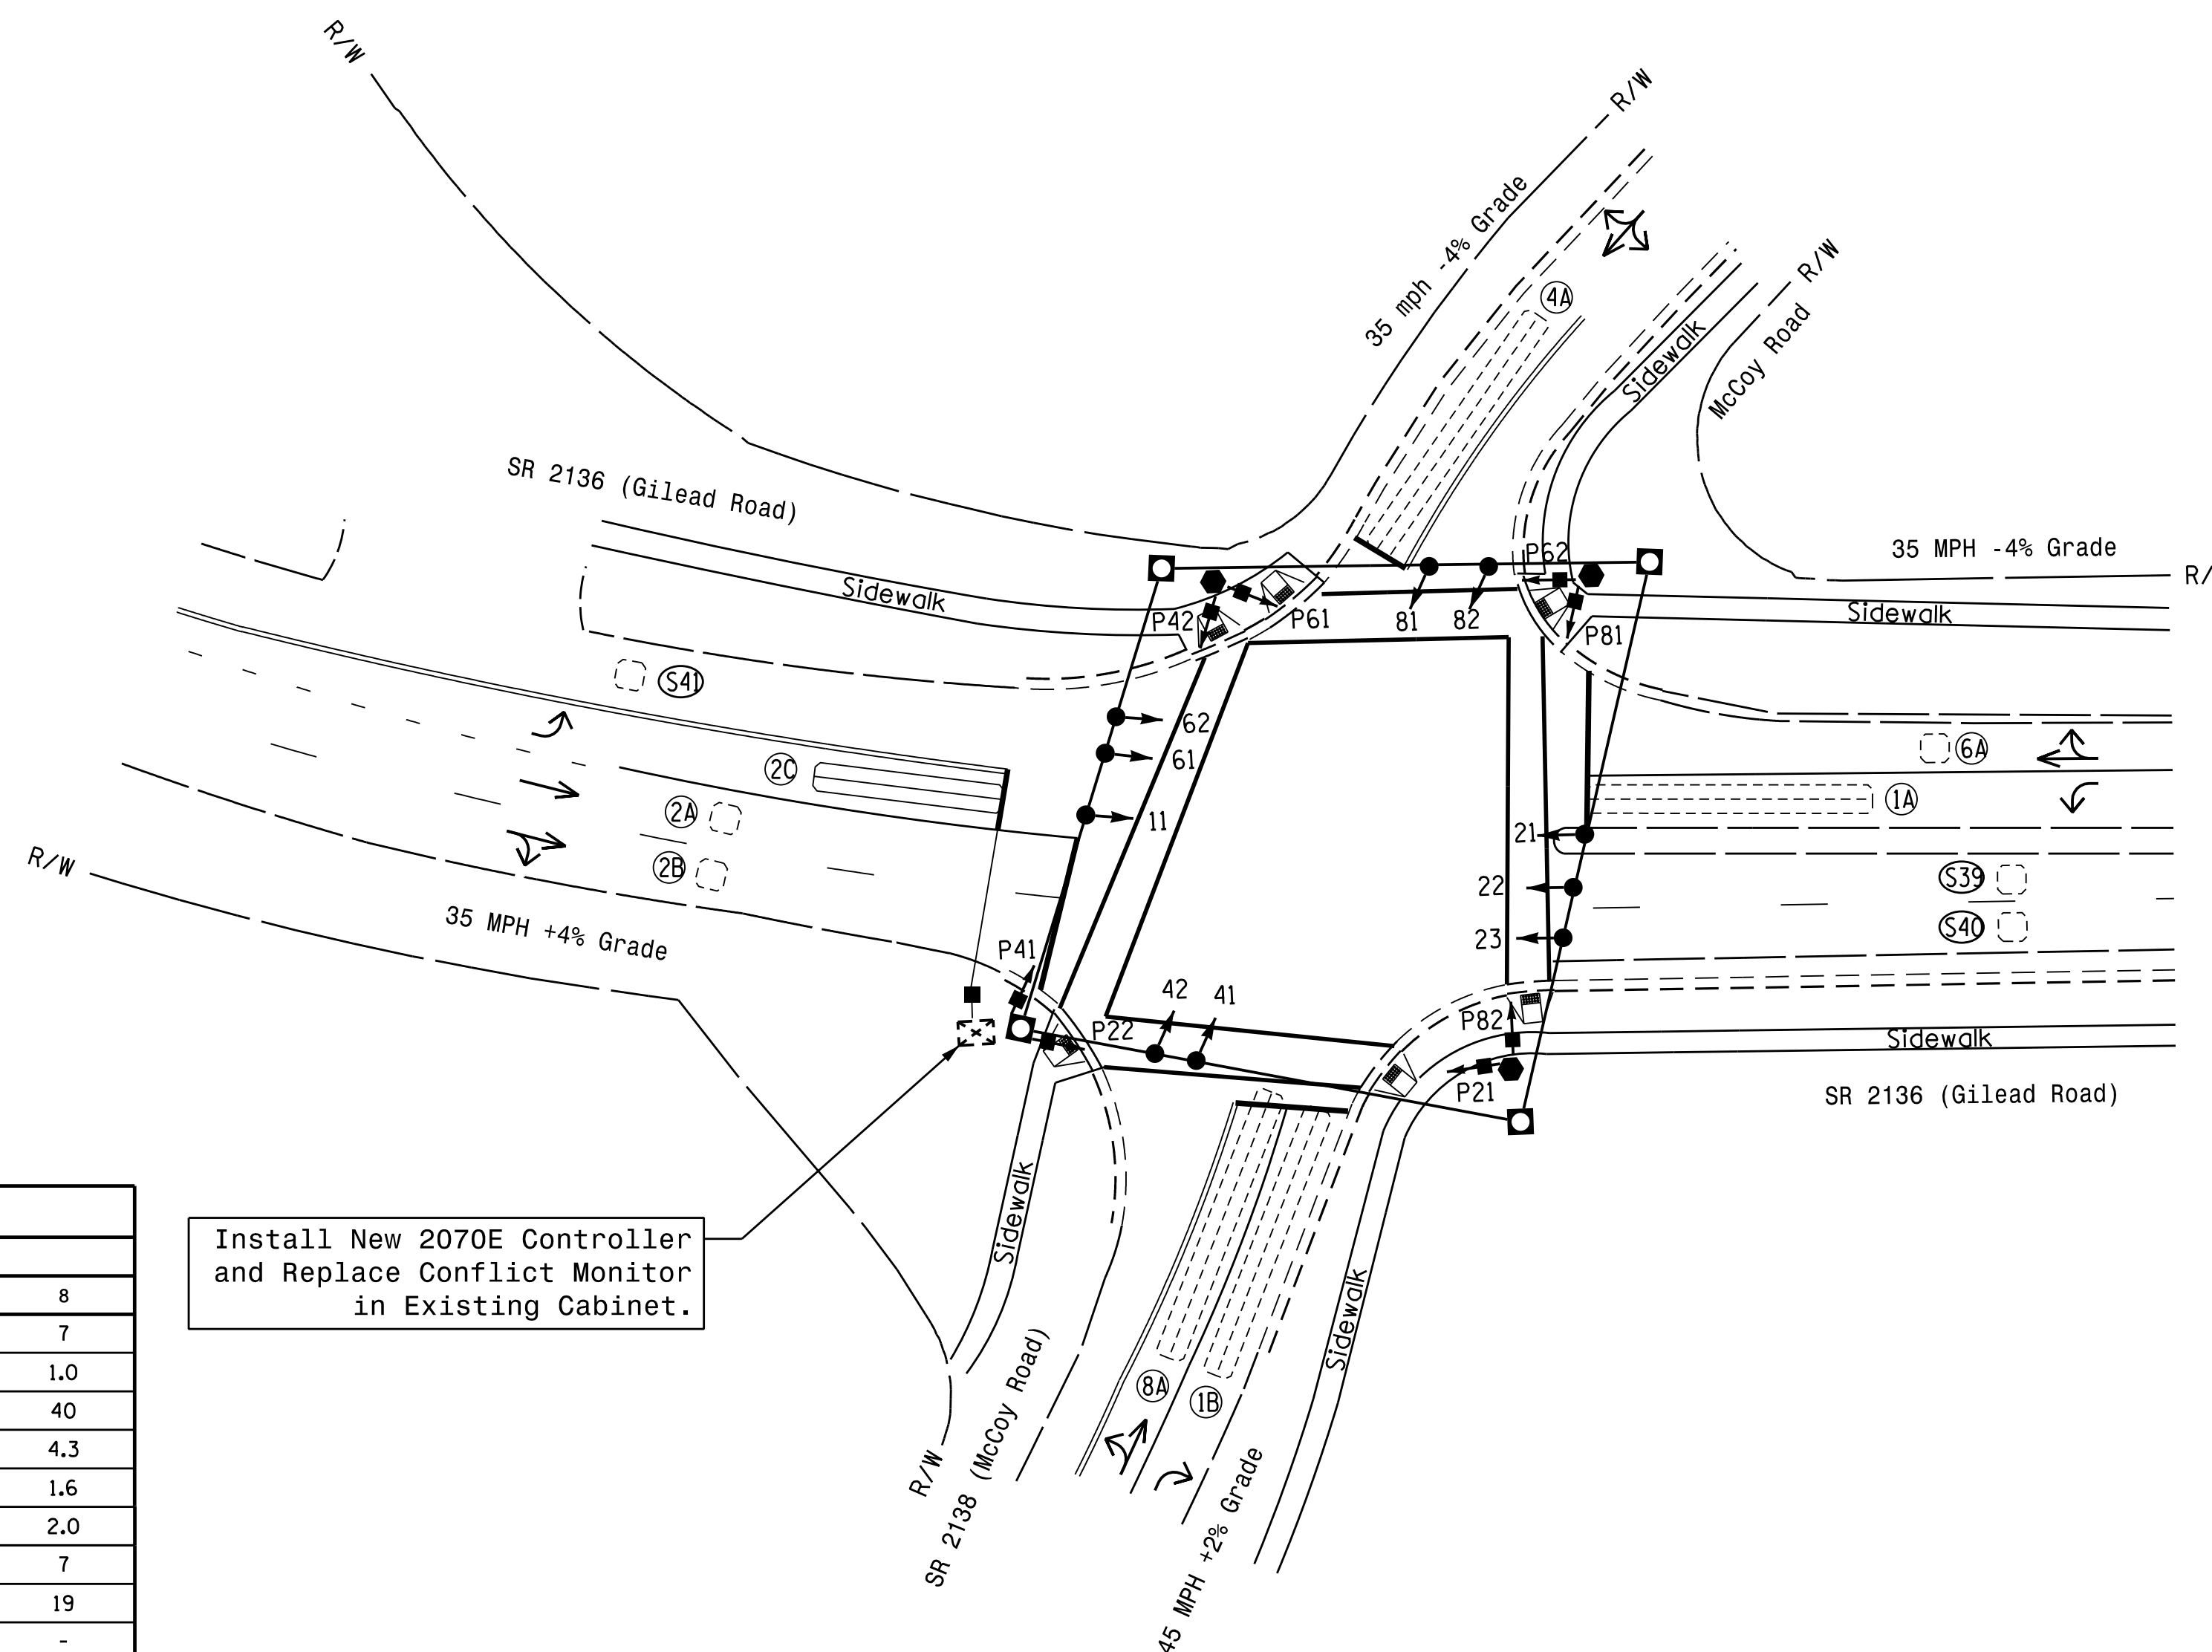 R/W
R/W
35 mph -4% Grade
R/W
4A
Sidewalk
McCoy Road
SR 2136 (Gilead Road)
35 MPH -4% Grade
R/
Sidewalk
P62
P42
P61
81
82
P81
Sidewalk
S41
62
61
11
6A
2C
1A
2A
2B
21
22
23
S39
S40
R/W
35 MPH +4% Grade
P41
42
41
P22
P82
P21
Sidewalk
SR 2136 (Gilead Road)
Install New 2070E Controller
and Replace Conflict Monitor
in Existing Cabinet.
Sidewalk
Sidewalk
8A
1B
R/W
SR 2138 (McCoy Road)
45 MPH +2% Grade
8
7
1.0
40
4.3
1.6
2.0
7
19
-